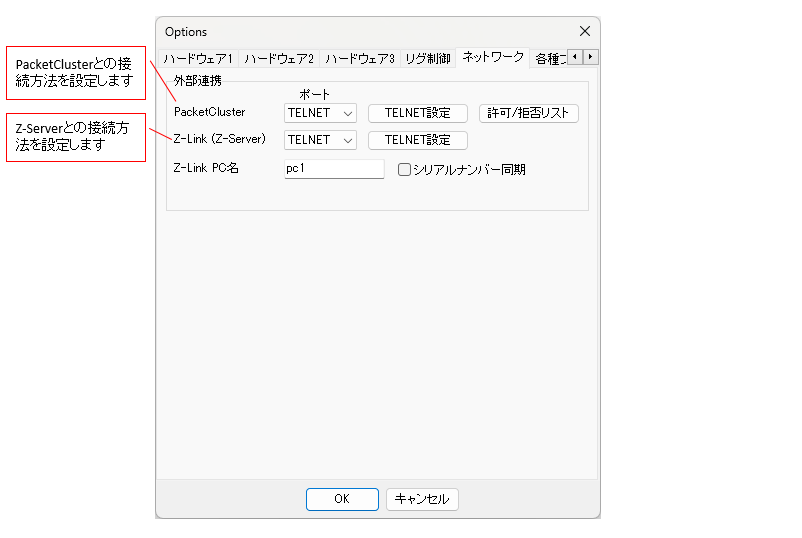 Options
ハードウェア1 ハードウェア2 ハードウェア3 リグ制御 ネットワーク 各種
外部連携
ポート
PacketCluster TELNET TELNET設定 許可/拒否リスト
Z-Link (Z-Server) TELNET TELNET設定
Z-Link PC名 pc1 シリアルナンバー同期
OK キャンセル
PacketClusterとの接
続方法を設定します
Z-Serverとの接続方
法を設定します